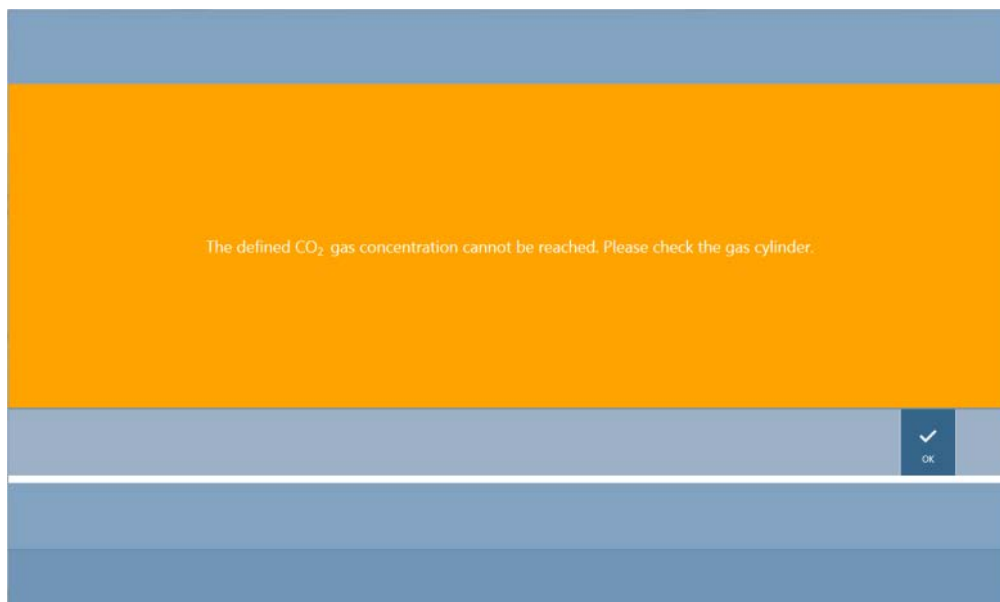 The defined CO₂ gas concentration cannot be reached. Please check the gas cylinder.
OK